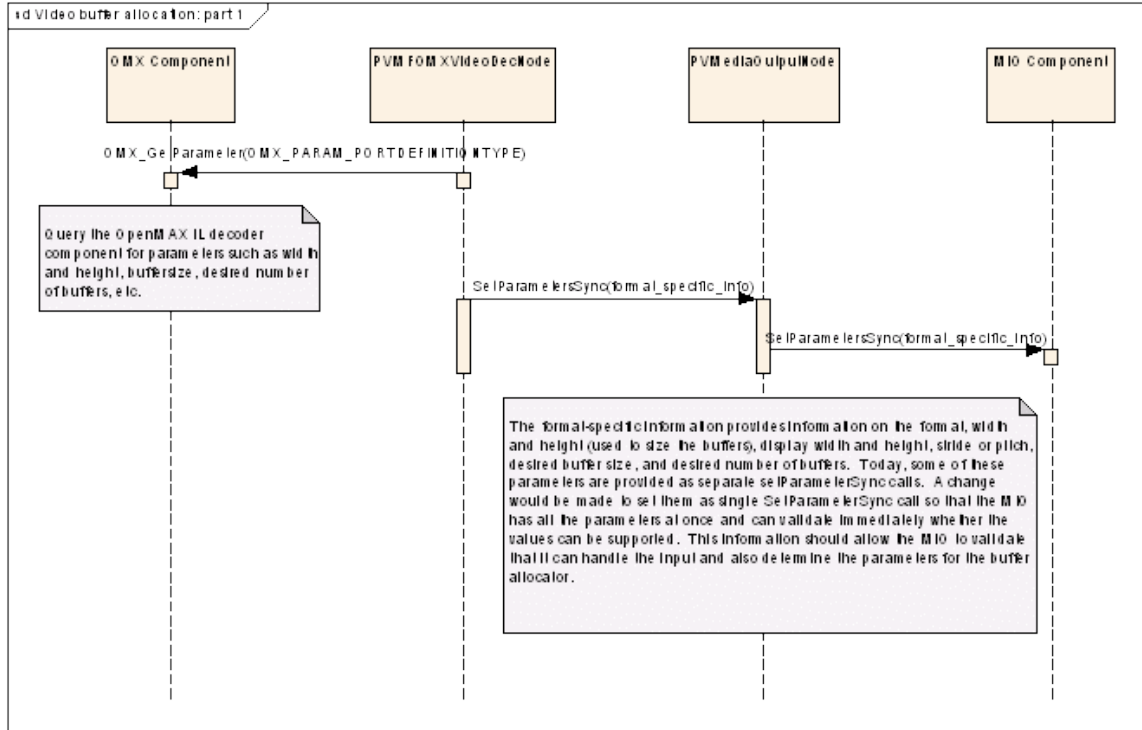 sd Video buffer allocation: part 1
OMX Component
PVMFOMXVideoDecNode
PVMediaOutputNode
MIO Component
OMX_GetParameter(OMX_PARAM_PORTDEFINITIONTYPE)
Query the OpenMAX IL decoder
component for parameters such as width
and height, buffersize, desired number
of buffers, etc.
SetParametersSync(format_specific_info)
SetParametersSync(format_specific_info)
The format-specific information provides information on the format, width
and height (used to size the buffers), display width and height, stride or pitch,
desired buffer size, and desired number of buffers. Today, some of these
parameters are provided as separate setParameterSync calls. A change
would be made to set them as single SetParameterSync call so that the MIO
has all the parameters at once and can validate immediately whether the
values can be supported. This information should allow the MIO to validate
that it can handle the input and also determine the parameters for the buffer
allocator.